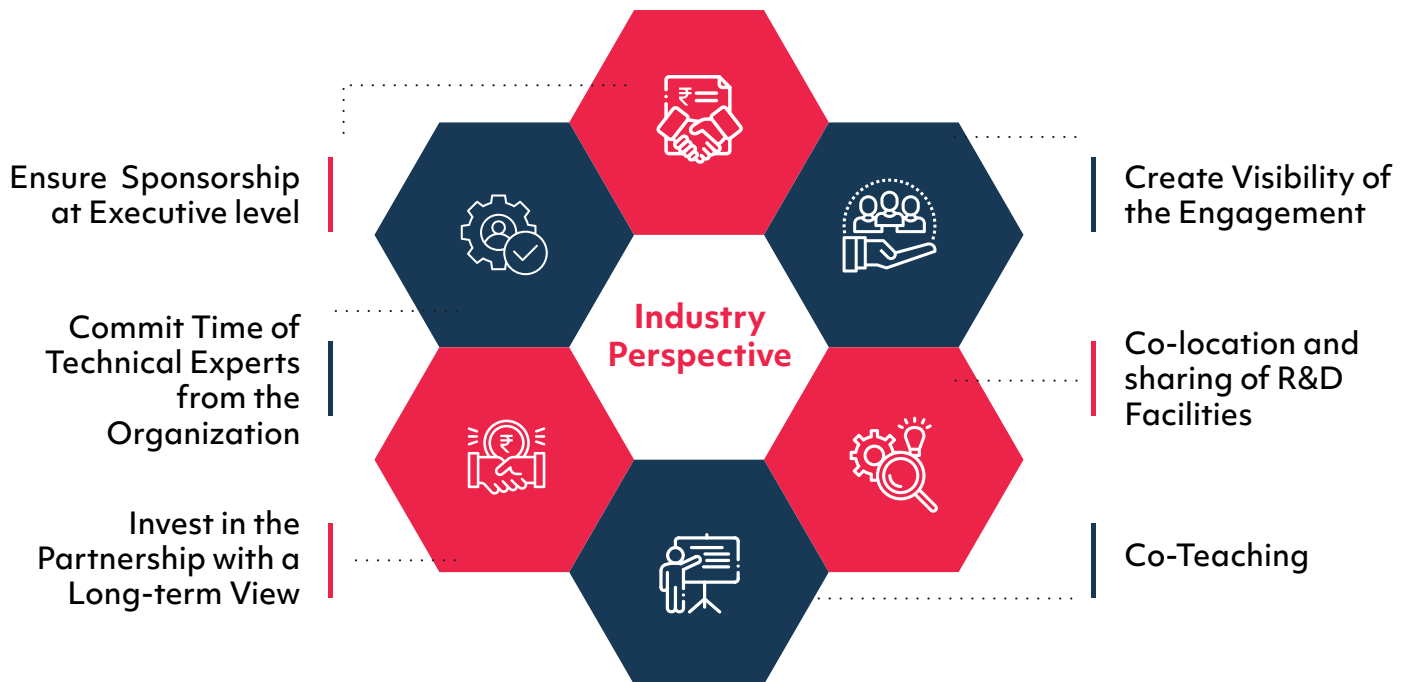 Ensure Sponsorship
at Executive level
Commit Time of
Technical Experts
from the
Organization
Invest in the
Partnership with a
Long-term View
₹
Industry
Perspective
₹
Create Visibility of
the Engagement
Co-location and
sharing of R&D
Facilities
Co-Teaching